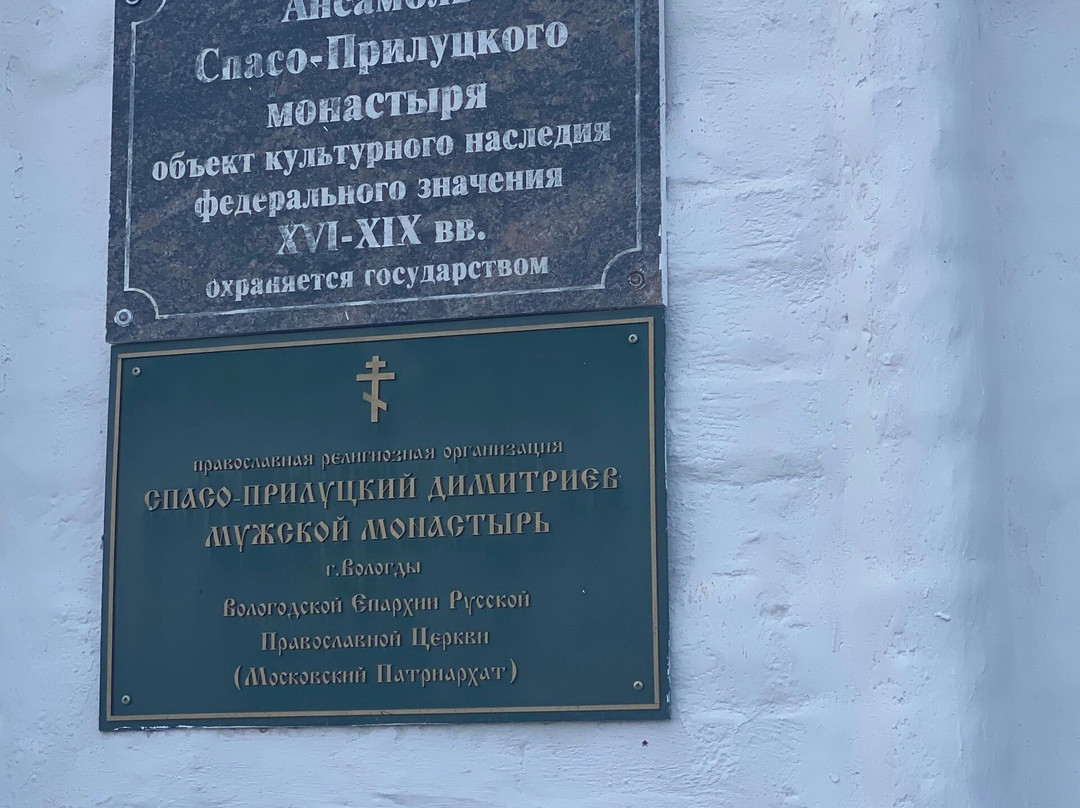 Ансамбль
Спасо-Прилуцкого
монастыря
объект культурного наследия
федерального значения
XVI-XIX вв.
охраняется государством
православная религиозная организация
СПАСО-ПРИЛУЦКИЙ ДИМИТРИЕВ
МУЖСКОЙ МОНАСТЫРЬ
г.Вологды
Вологодской Епархии Русской
Православной Церкви
(Московский Патриархат)